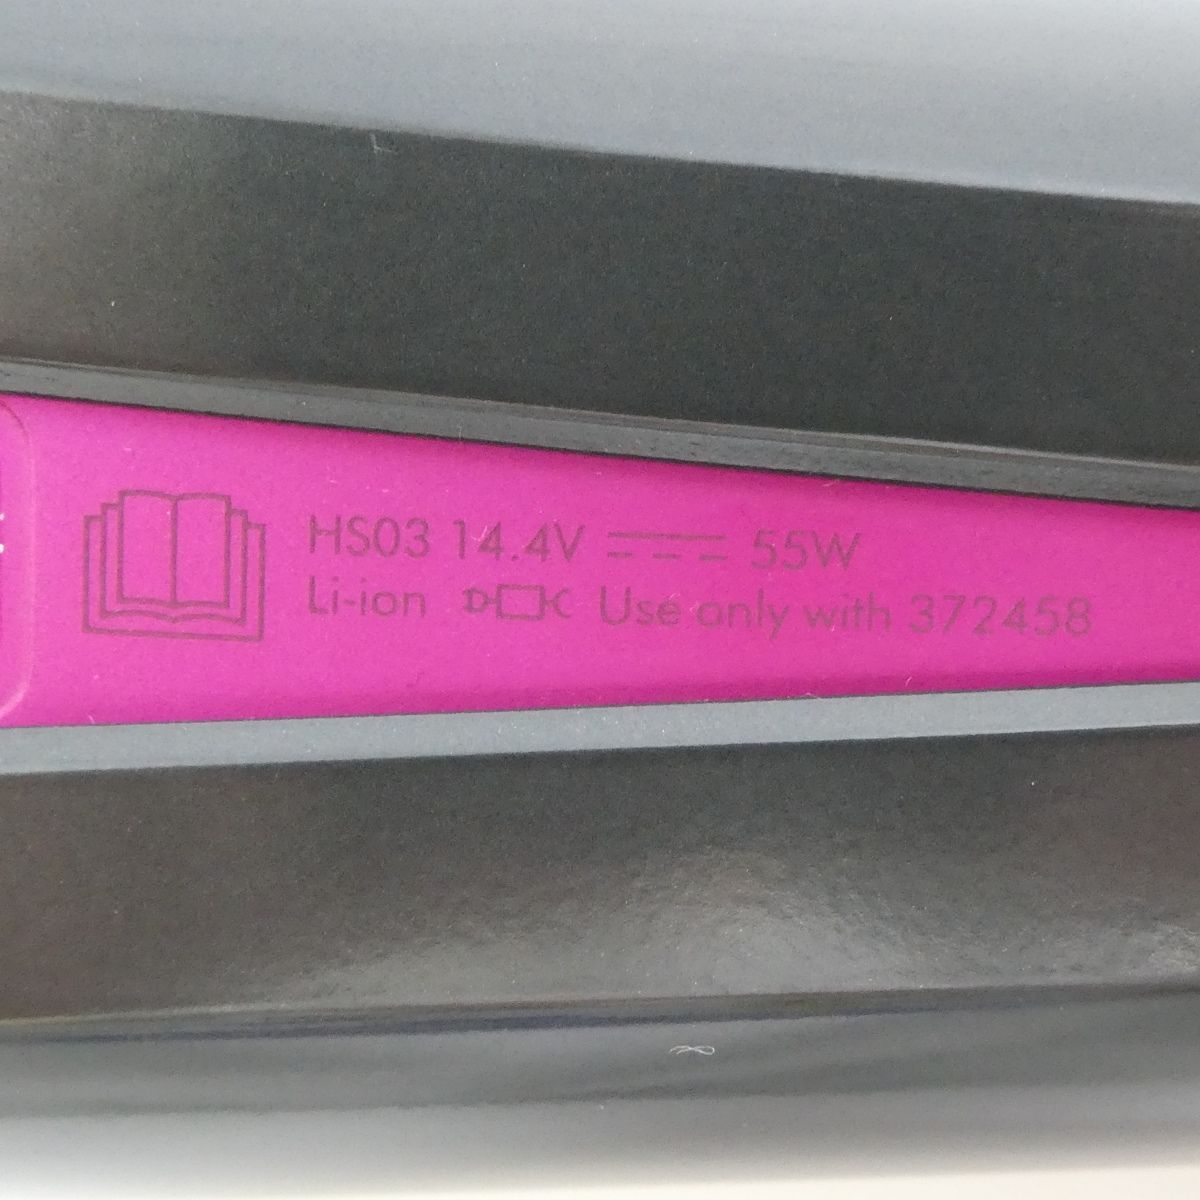 HS03 14.4V ⎓ 55W
Li-ion Use only with 372458